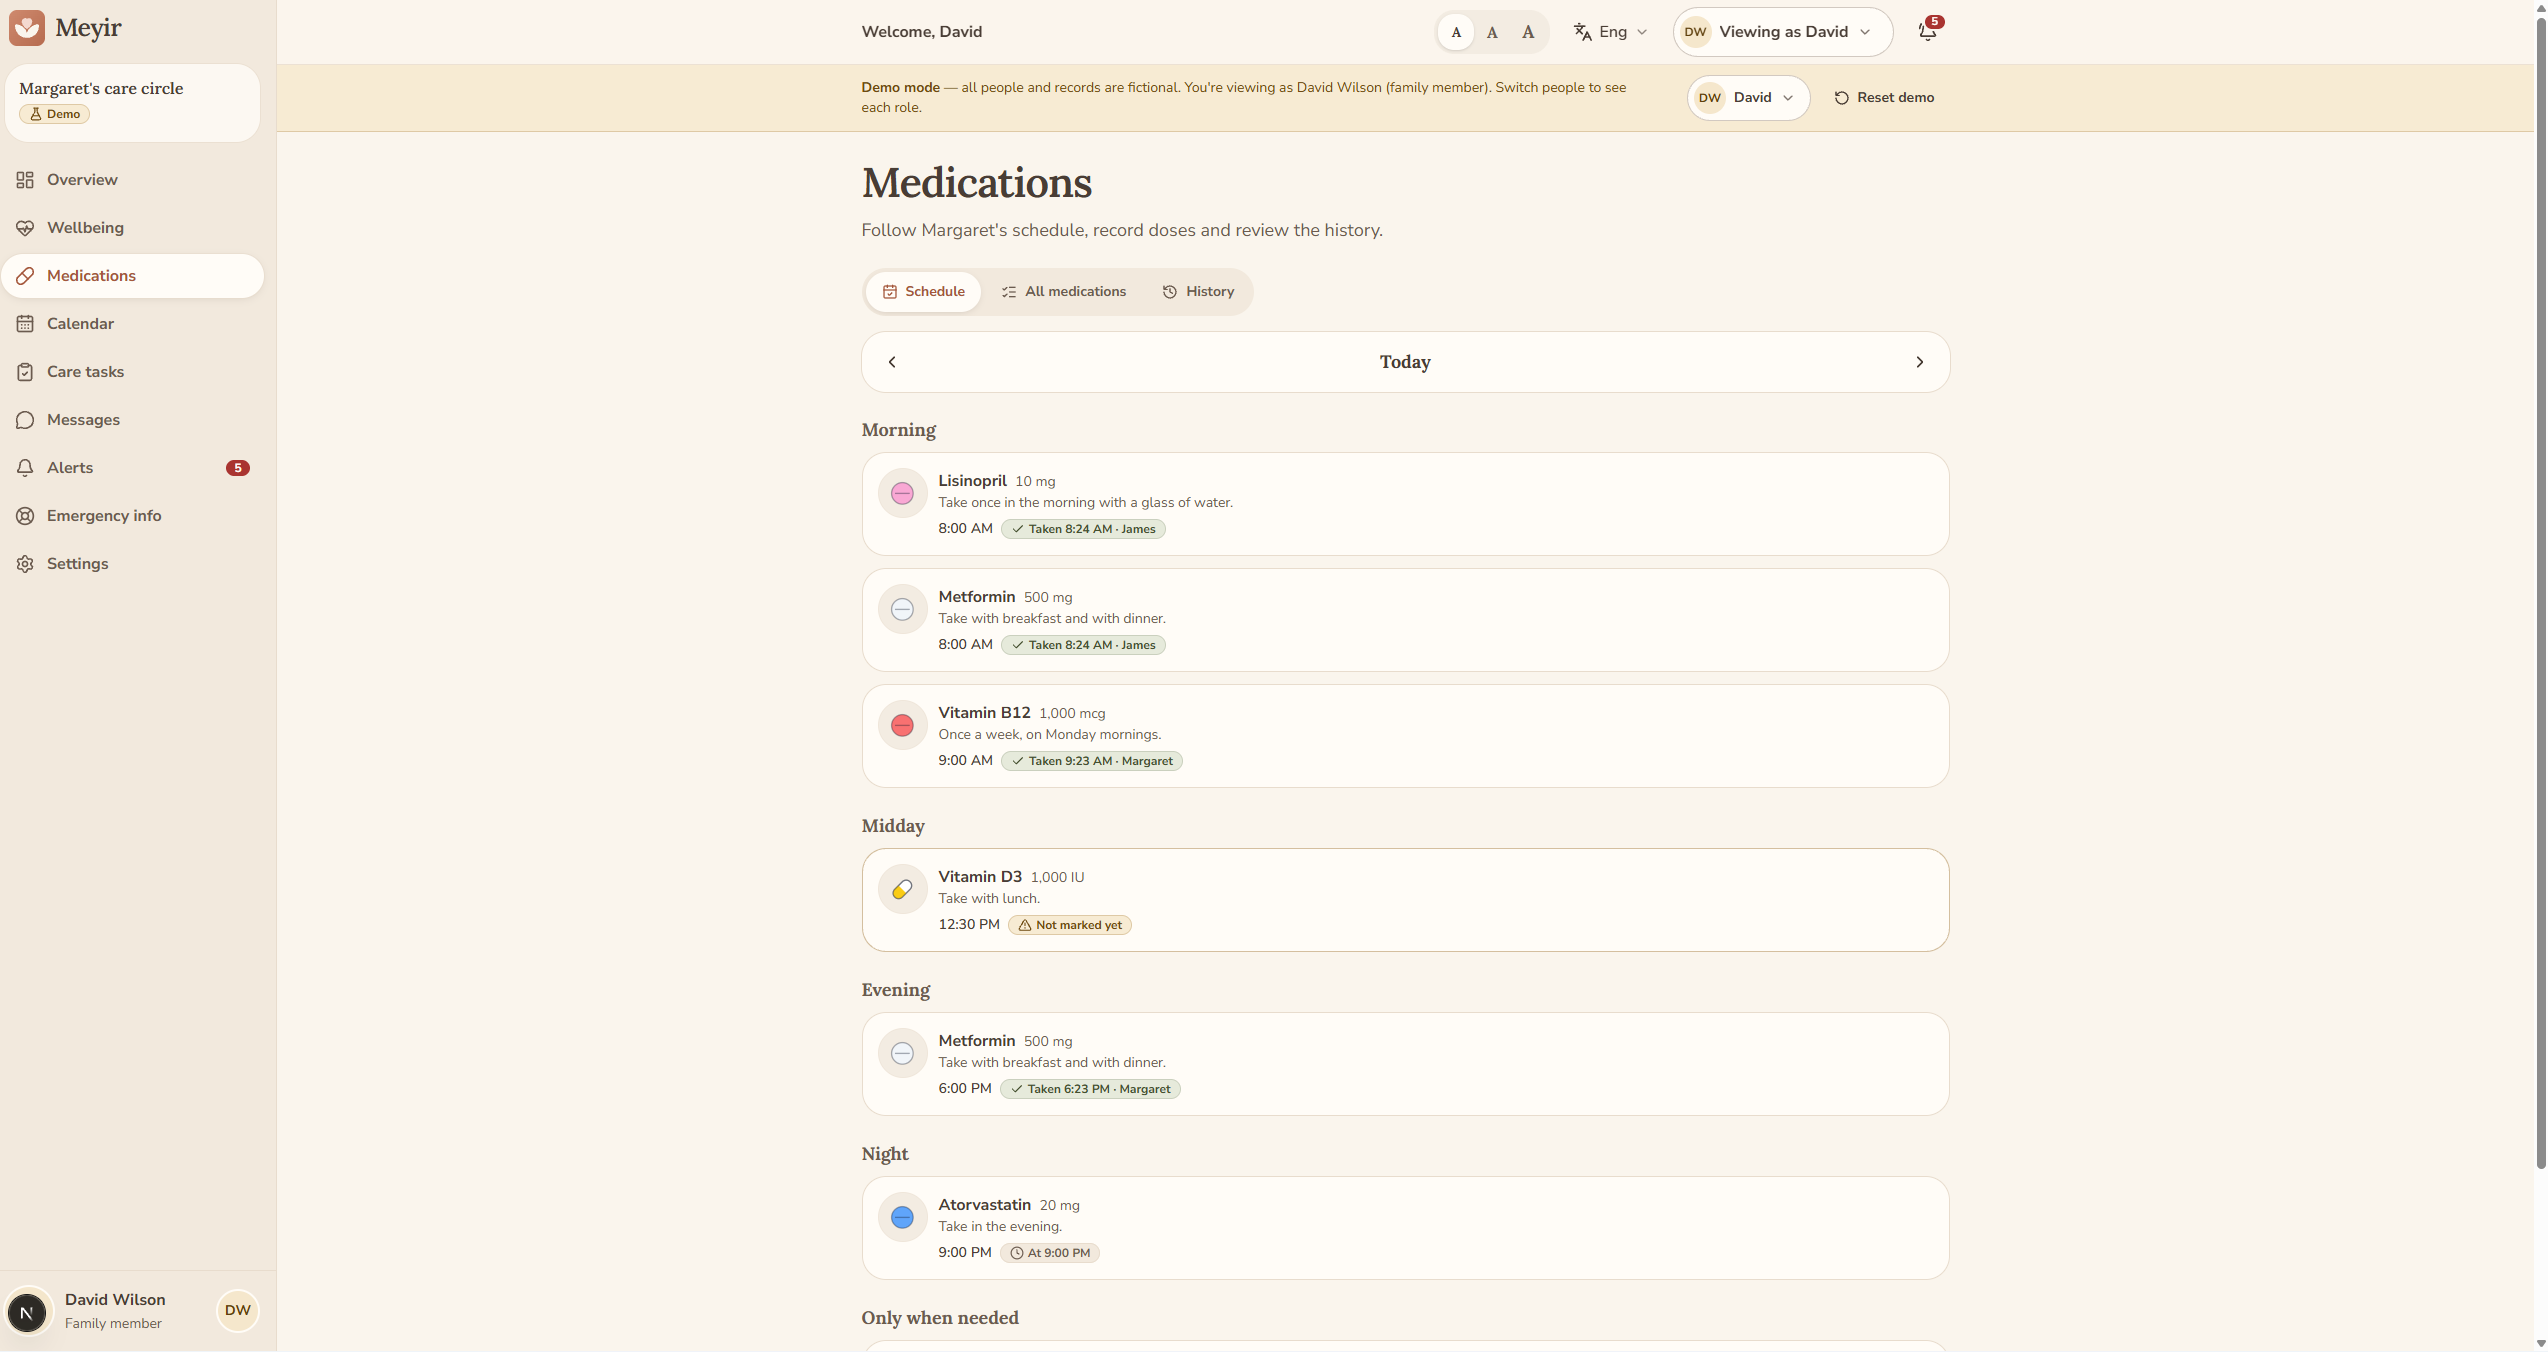 Meyir
Margaret's care circle
Demo
Overview
Wellbeing
Medications
Calendar
Care tasks
Messages
Alerts 5
Emergency info
Settings
N
David Wilson
Family member
DW
Welcome, David
A A A
Eng
DW Viewing as David
5
Demo mode — all people and records are fictional. You're viewing as David Wilson (family member). Switch people to see
each role.
DW David
Reset demo
Medications
Follow Margaret's schedule, record doses and review the history.
Schedule All medications History
Today
Morning
Lisinopril 10 mg
Take once in the morning with a glass of water.
8:00 AM Taken 8:24 AM · James
Metformin 500 mg
Take with breakfast and with dinner.
8:00 AM Taken 8:24 AM · James
Vitamin B12 1,000 mcg
Once a week, on Monday mornings.
9:00 AM Taken 9:23 AM · Margaret
Midday
Vitamin D3 1,000 IU
Take with lunch.
12:30 PM Not marked yet
Evening
Metformin 500 mg
Take with breakfast and with dinner.
6:00 PM Taken 6:23 PM · Margaret
Night
Atorvastatin 20 mg
Take in the evening.
9:00 PM At 9:00 PM
Only when needed